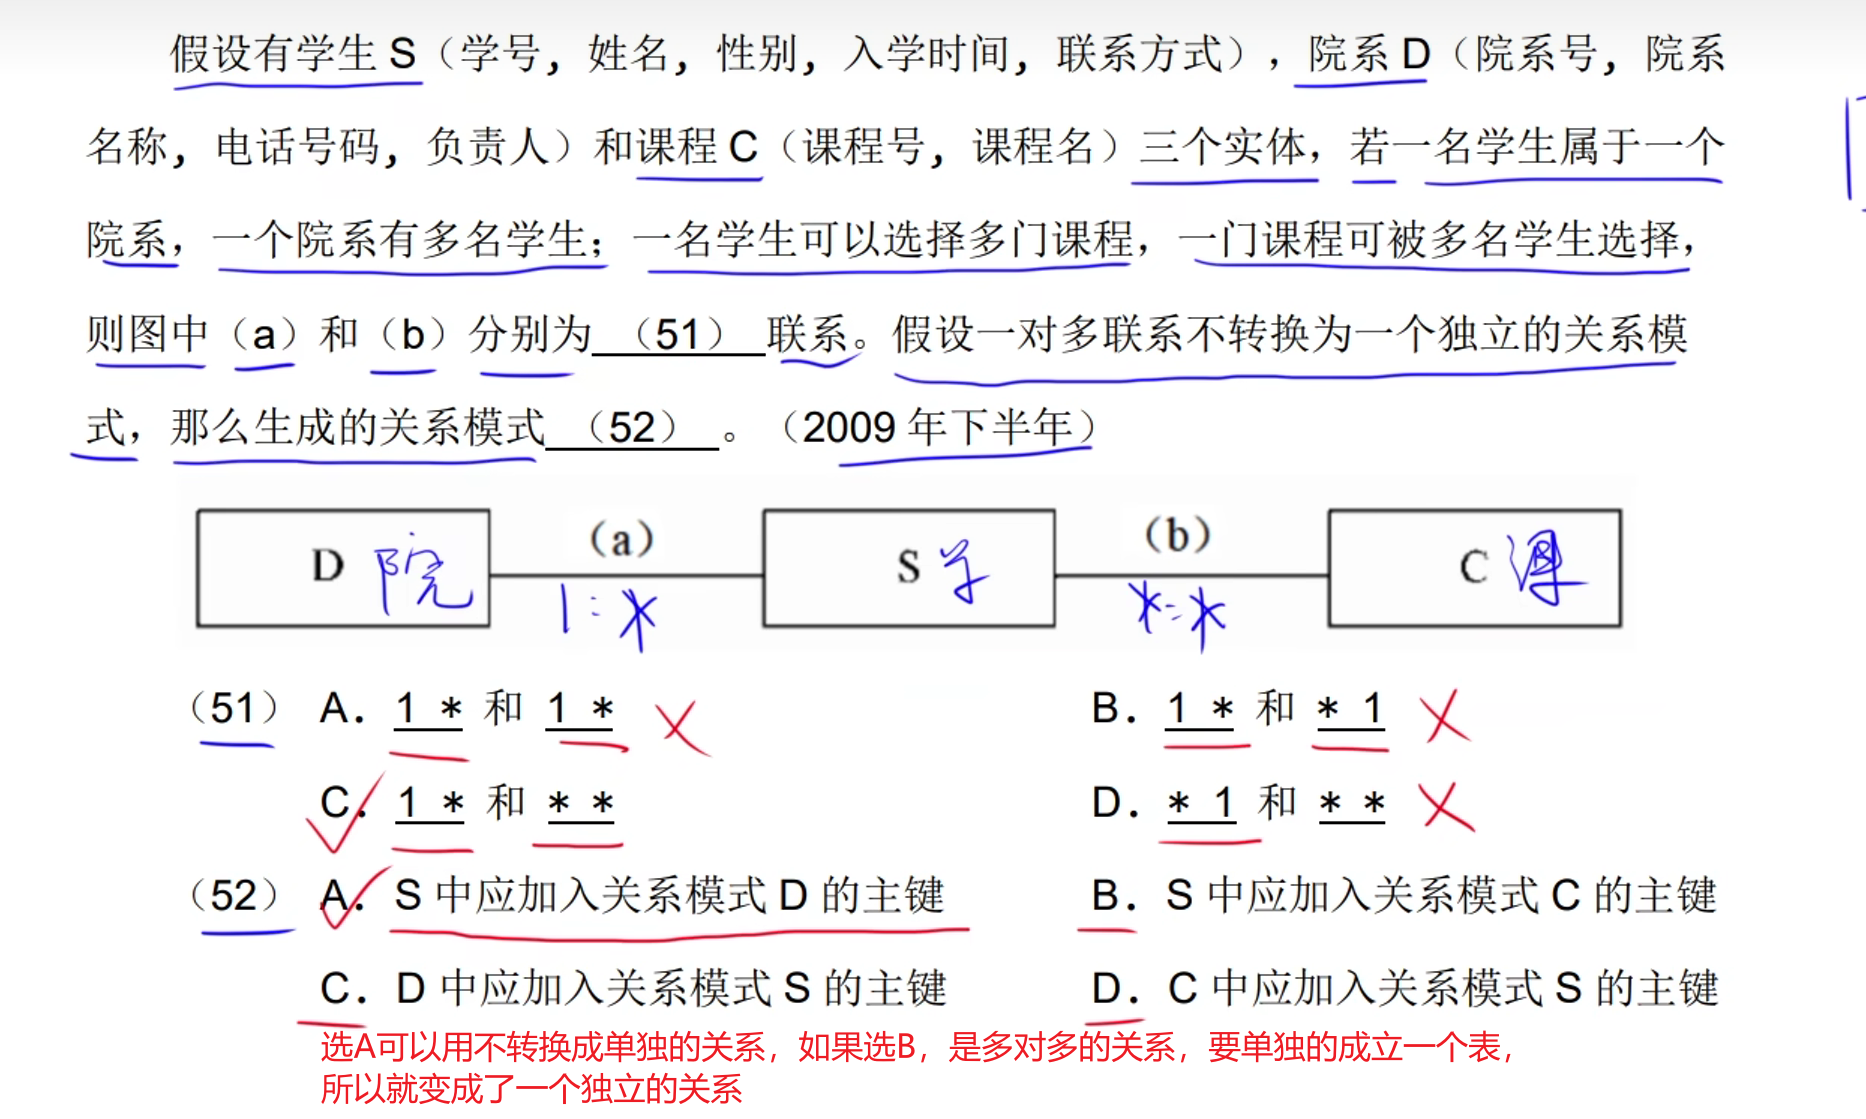 假设有学生 S（学号，姓名，性别，入学时间，联系方式），院系 D（院系号，院系
名称，电话号码，负责人）和课程 C（课程号，课程名）三个实体，若一名学生属于一个
院系，一个院系有多名学生；一名学生可以选择多门课程，一门课程可被多名学生选择，
则图中（a）和（b）分别为 （51） 联系。假设一对多联系不转换为一个独立的关系模
式，那么生成的关系模式 （52） 。（2009 年下半年）
D 院 (a) S 学 (b) C 课
1:* *:*
（51） A. 1 * 和 1 * B. 1 * 和 * 1
C. 1 * 和 * * D. * 1 和 * *
（52） A. S 中应加入关系模式 D 的主键 B. S 中应加入关系模式 C 的主键
C. D 中应加入关系模式 S 的主键 D. C 中应加入关系模式 S 的主键
选A可以用不转换成单独的关系，如果选B，是多对多的关系，要单独的成立一个表，
所以就变成了一个独立的关系